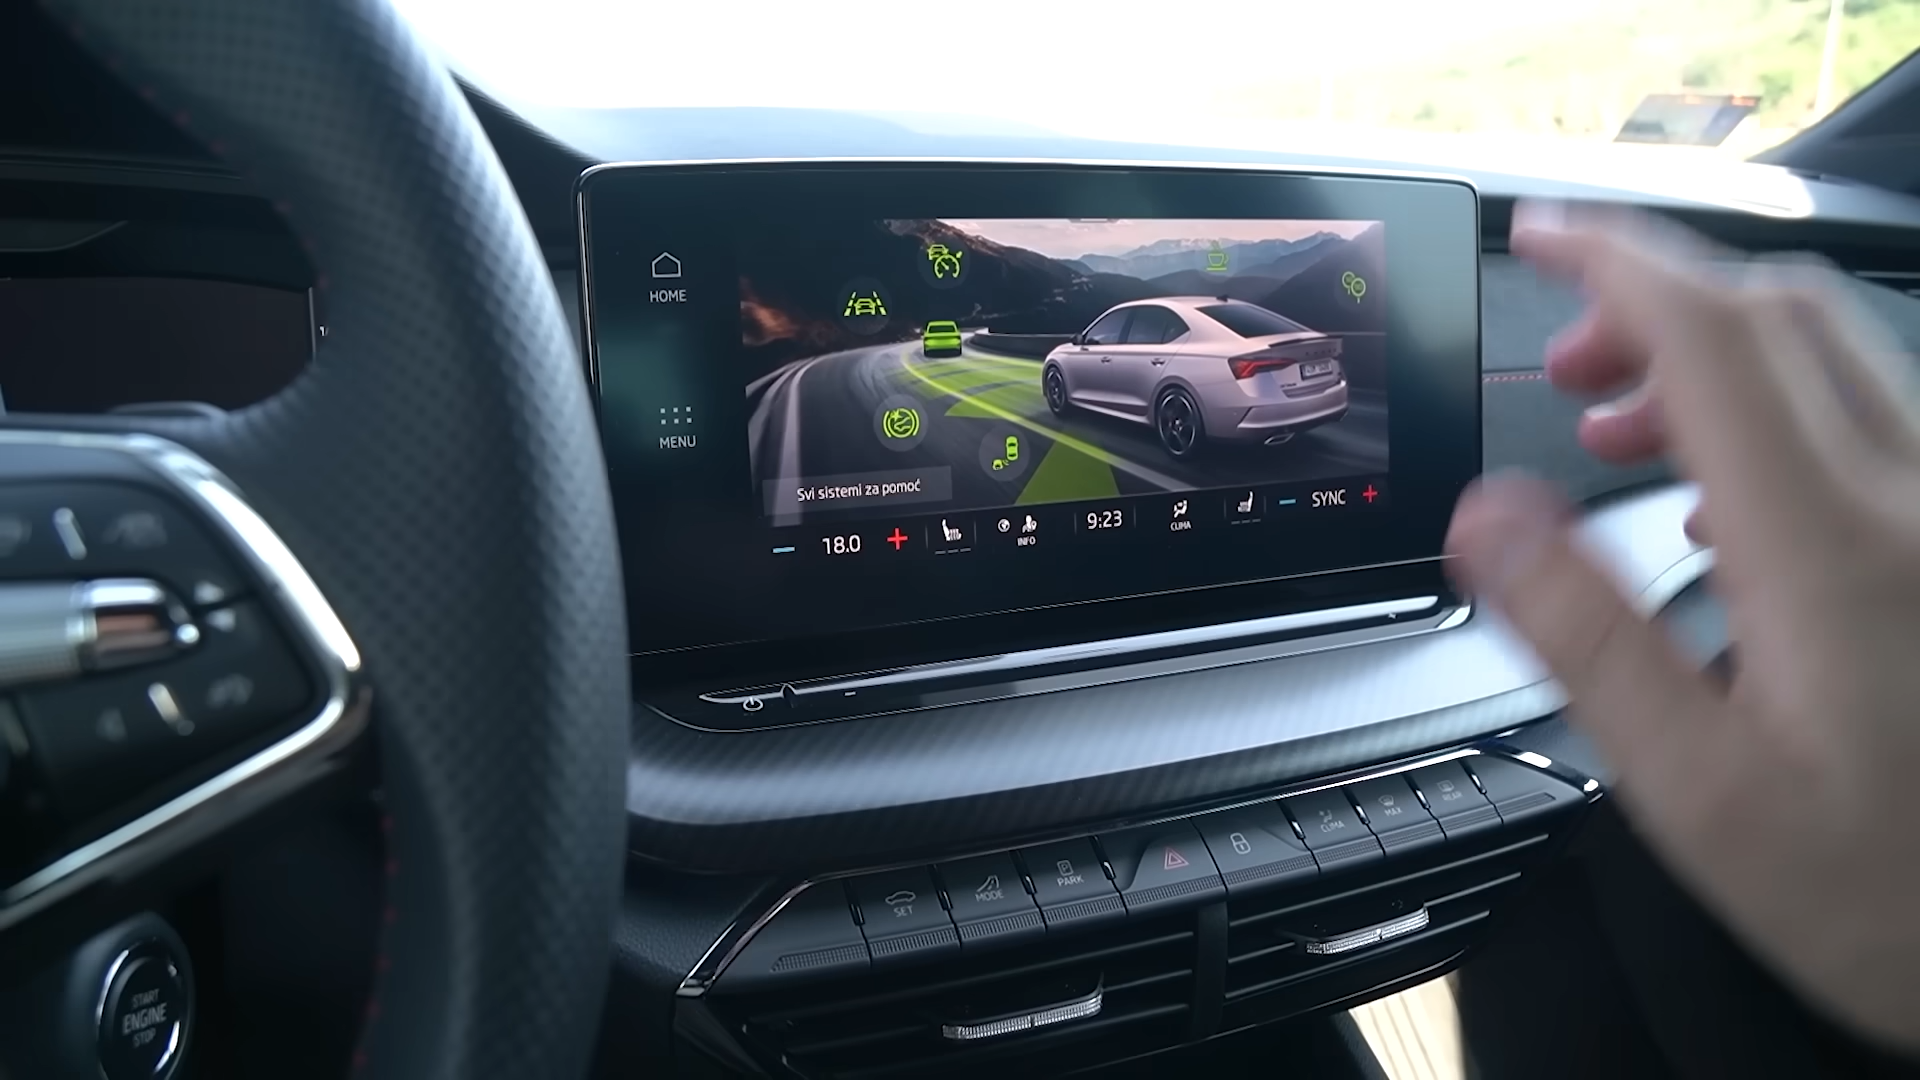 HOME
MENU
Svi sistemi za pomoć
18.0
INFO
9:23
CLIMA
SYNC
SET
MODE
PARK
CLIMA
MAX
REAR
START
ENGINE
STOP